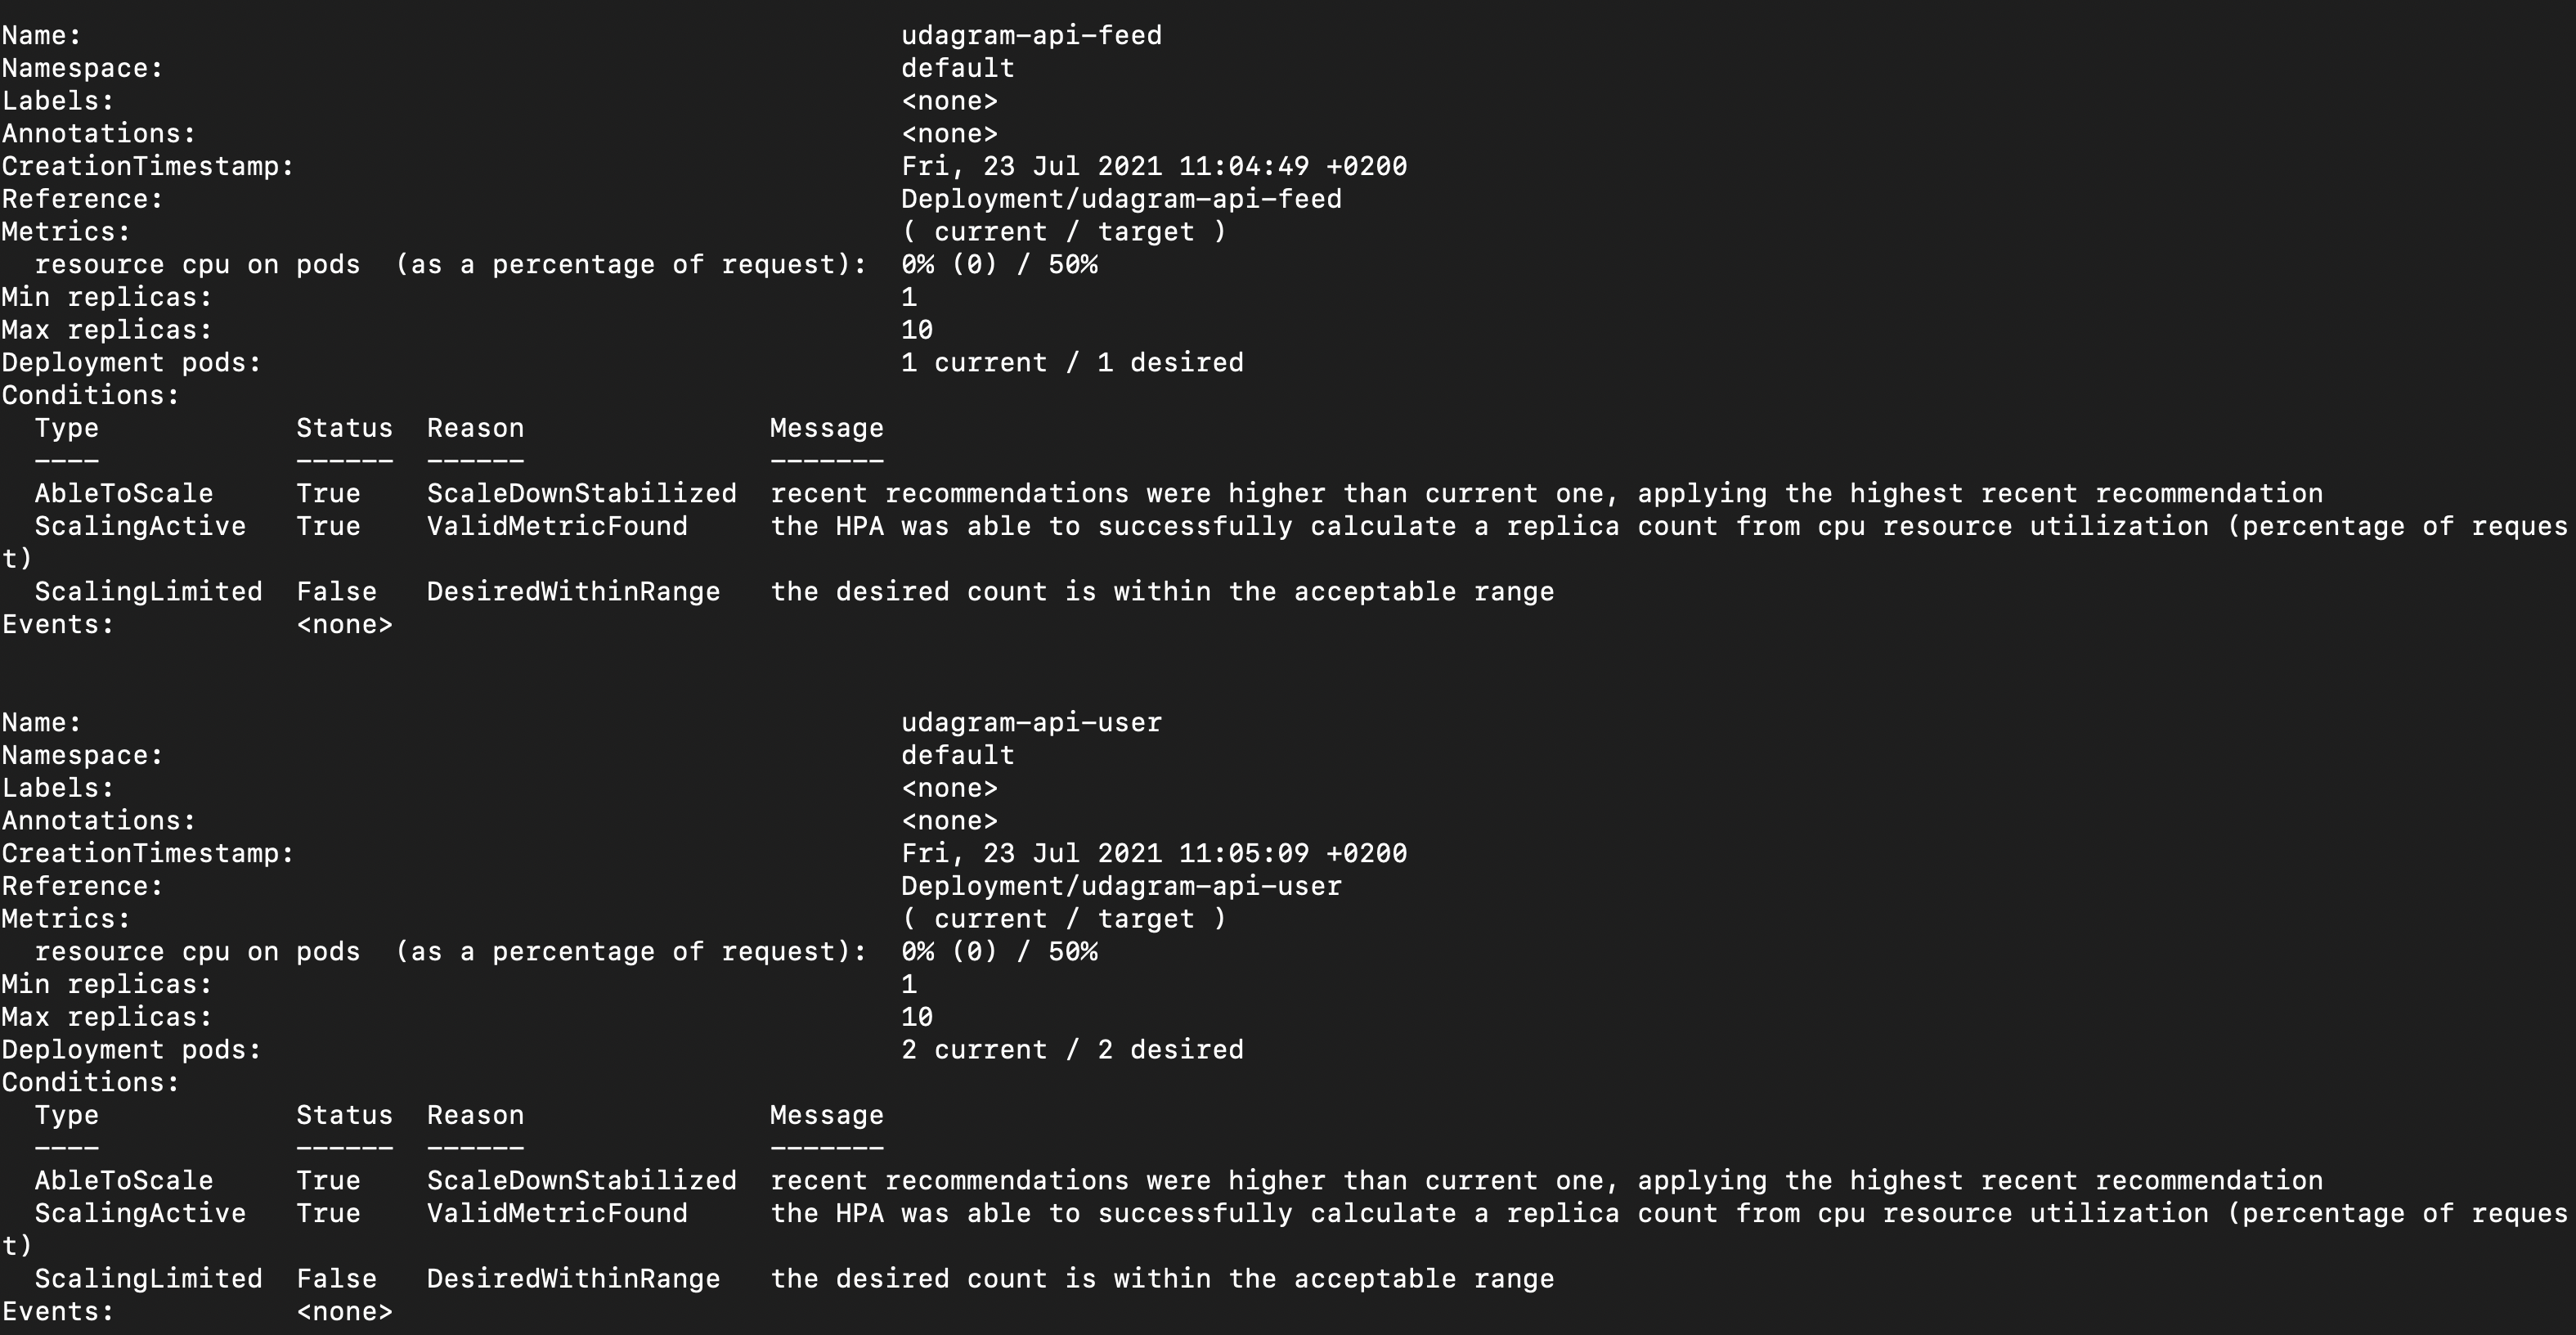 Name:                                                  udagram-api-feed
Namespace:                                             default
Labels:                                                <none>
Annotations:                                           <none>
CreationTimestamp:                                     Fri, 23 Jul 2021 11:04:49 +0200
Reference:                                             Deployment/udagram-api-feed
Metrics:                                               ( current / target )
  resource cpu on pods  (as a percentage of request):  0% (0) / 50%
Min replicas:                                          1
Max replicas:                                          10
Deployment pods:                                       1 current / 1 desired
Conditions:
  Type            Status  Reason               Message
  ----            ------  ------               -------
  AbleToScale     True    ScaleDownStabilized  recent recommendations were higher than current one, applying the highest recent recommendation
  ScalingActive   True    ValidMetricFound     the HPA was able to successfully calculate a replica count from cpu resource utilization (percentage of reques
t)
  ScalingLimited  False   DesiredWithinRange   the desired count is within the acceptable range
Events:           <none>
Name:                                                  udagram-api-user
Namespace:                                             default
Labels:                                                <none>
Annotations:                                           <none>
CreationTimestamp:                                     Fri, 23 Jul 2021 11:05:09 +0200
Reference:                                             Deployment/udagram-api-user
Metrics:                                               ( current / target )
  resource cpu on pods  (as a percentage of request):  0% (0) / 50%
Min replicas:                                          1
Max replicas:                                          10
Deployment pods:                                       2 current / 2 desired
Conditions:
  Type            Status  Reason               Message
  ----            ------  ------               -------
  AbleToScale     True    ScaleDownStabilized  recent recommendations were higher than current one, applying the highest recent recommendation
  ScalingActive   True    ValidMetricFound     the HPA was able to successfully calculate a replica count from cpu resource utilization (percentage of reques
t)
  ScalingLimited  False   DesiredWithinRange   the desired count is within the acceptable range
Events:           <none>